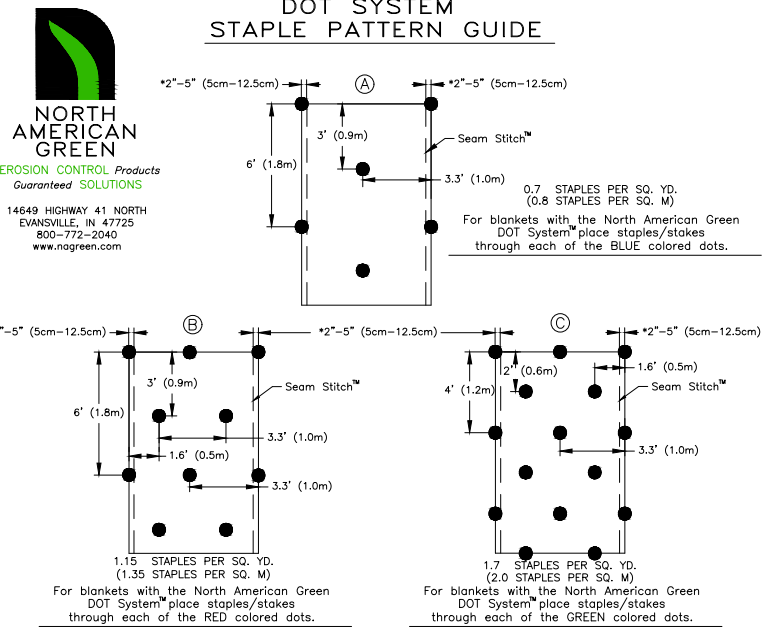 DOT SYSTEM
STAPLE PATTERN GUIDE
NORTH
AMERICAN
GREEN
EROSION CONTROL Products
Guaranteed SOLUTIONS
14649 HIGHWAY 41 NORTH
EVANSVILLE, IN 47725
800-772-2040
www.nagreen.com
*2"-5" (5cm-12.5cm)
A
*2"-5" (5cm-12.5cm)
3' (0.9m)
Seam Stitch™
6' (1.8m)
3.3' (1.0m)
0.7 STAPLES PER SQ. YD.
(0.8 STAPLES PER SQ. M)
For blankets with the North American Green
DOT System™ place staples/stakes
through each of the BLUE colored dots.
"-5" (5cm-12.5cm)
B
*2"-5" (5cm-12.5cm)
3' (0.9m)
Seam Stitch™
6' (1.8m)
3.3' (1.0m)
1.6' (0.5m)
3.3' (1.0m)
1.15 STAPLES PER SQ. YD.
(1.35 STAPLES PER SQ. M)
For blankets with the North American Green
DOT System™ place staples/stakes
through each of the RED colored dots.
C
*2"-5" (5cm-12.5cm)
2' (0.6m)
1.6' (0.5m)
4' (1.2m)
Seam Stitch™
3.3' (1.0m)
1.7 STAPLES PER SQ. YD.
(2.0 STAPLES PER SQ. M)
For blankets with the North American Green
DOT System™ place staples/stakes
through each of the GREEN colored dots.